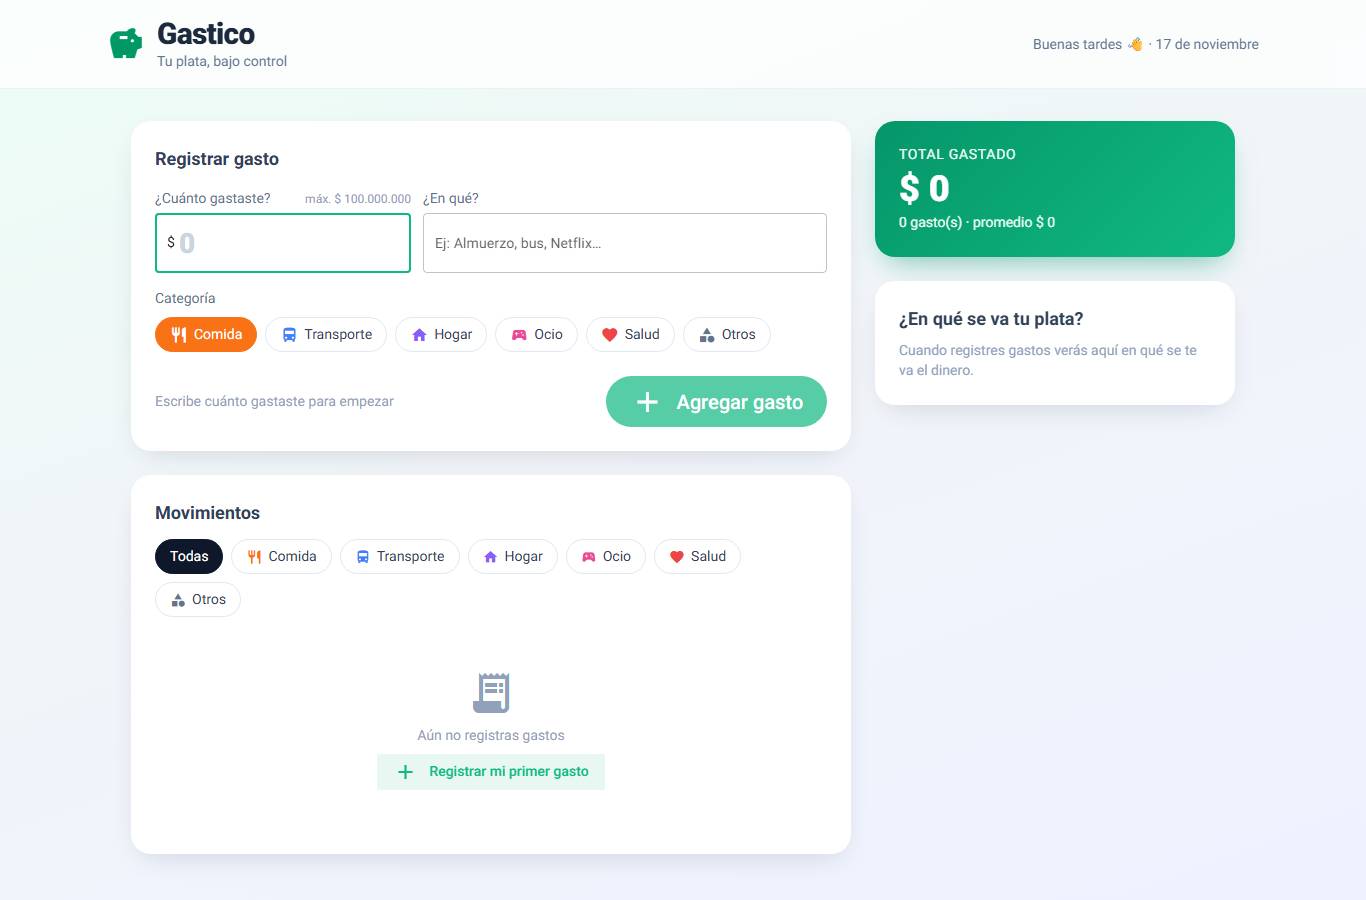 Gastico
Tu plata, bajo control
Buenas tardes 👋 · 17 de noviembre
Registrar gasto
¿Cuánto gastaste?
máx. $ 100.000.000
¿En qué?
$ 0
Ej: Almuerzo, bus, Netflix...
Categoría
Comida
Transporte
Hogar
Ocio
Salud
Otros
Escribe cuánto gastaste para empezar
Agregar gasto
TOTAL GASTADO
$ 0
0 gasto(s) · promedio $ 0
¿En qué se va tu plata?
Cuando registres gastos verás aquí en qué se te
va el dinero.
Movimientos
Todas
Comida
Transporte
Hogar
Ocio
Salud
Otros
Aún no registras gastos
Registrar mi primer gasto